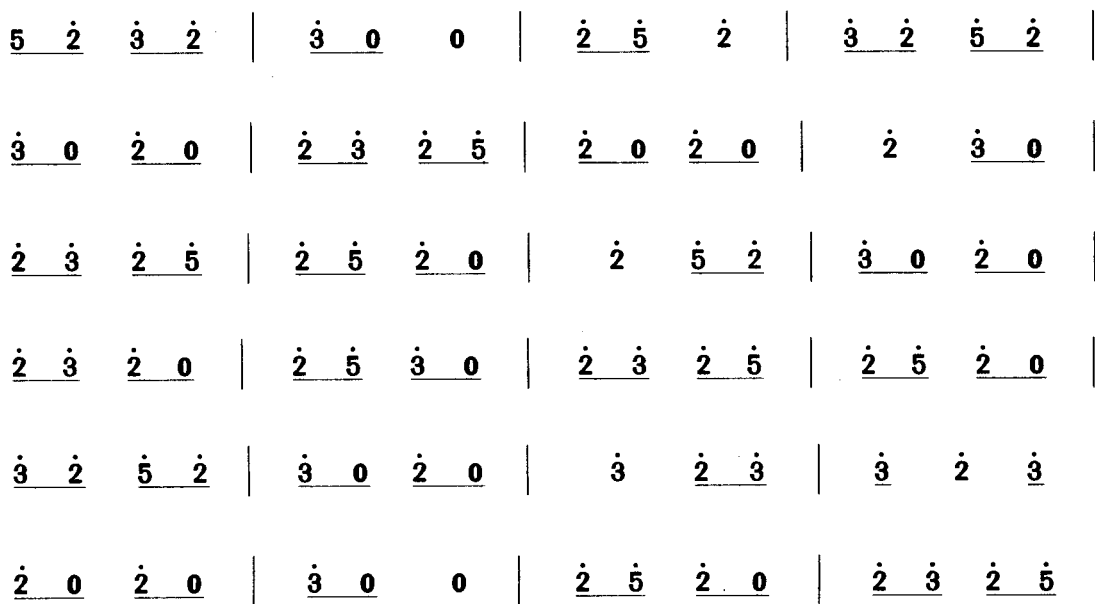 5 2̇ 3̇ 2̇ | 3̇ 0 0 | 2̇ 5̇ 2̇ | 3̇ 2̇ 5̇ 2̇ |
3̇ 0 2̇ 0 | 2̇ 3̇ 2̇ 5̇ | 2̇ 0 2̇ 0 | 2̇ 3̇ 0 |
2̇ 3̇ 2̇ 5̇ | 2̇ 5̇ 2̇ 0 | 2̇ 5̇ 2̇ | 3̇ 0 2̇ 0 |
2̇ 3̇ 2̇ 0 | 2̇ 5̇ 3̇ 0 | 2̇ 3̇ 2̇ 5̇ | 2̇ 5̇ 2̇ 0 |
3̇ 2̇ 5̇ 2̇ | 3̇ 0 2̇ 0 | 3̇ 2̇ 3̇ | 3̇ 2̇ 3̇
2̇ 0 2̇ 0 | 3̇ 0 0 | 2̇ 5̇ 2̇ 0 | 2̇ 3̇ 2̇ 5̇